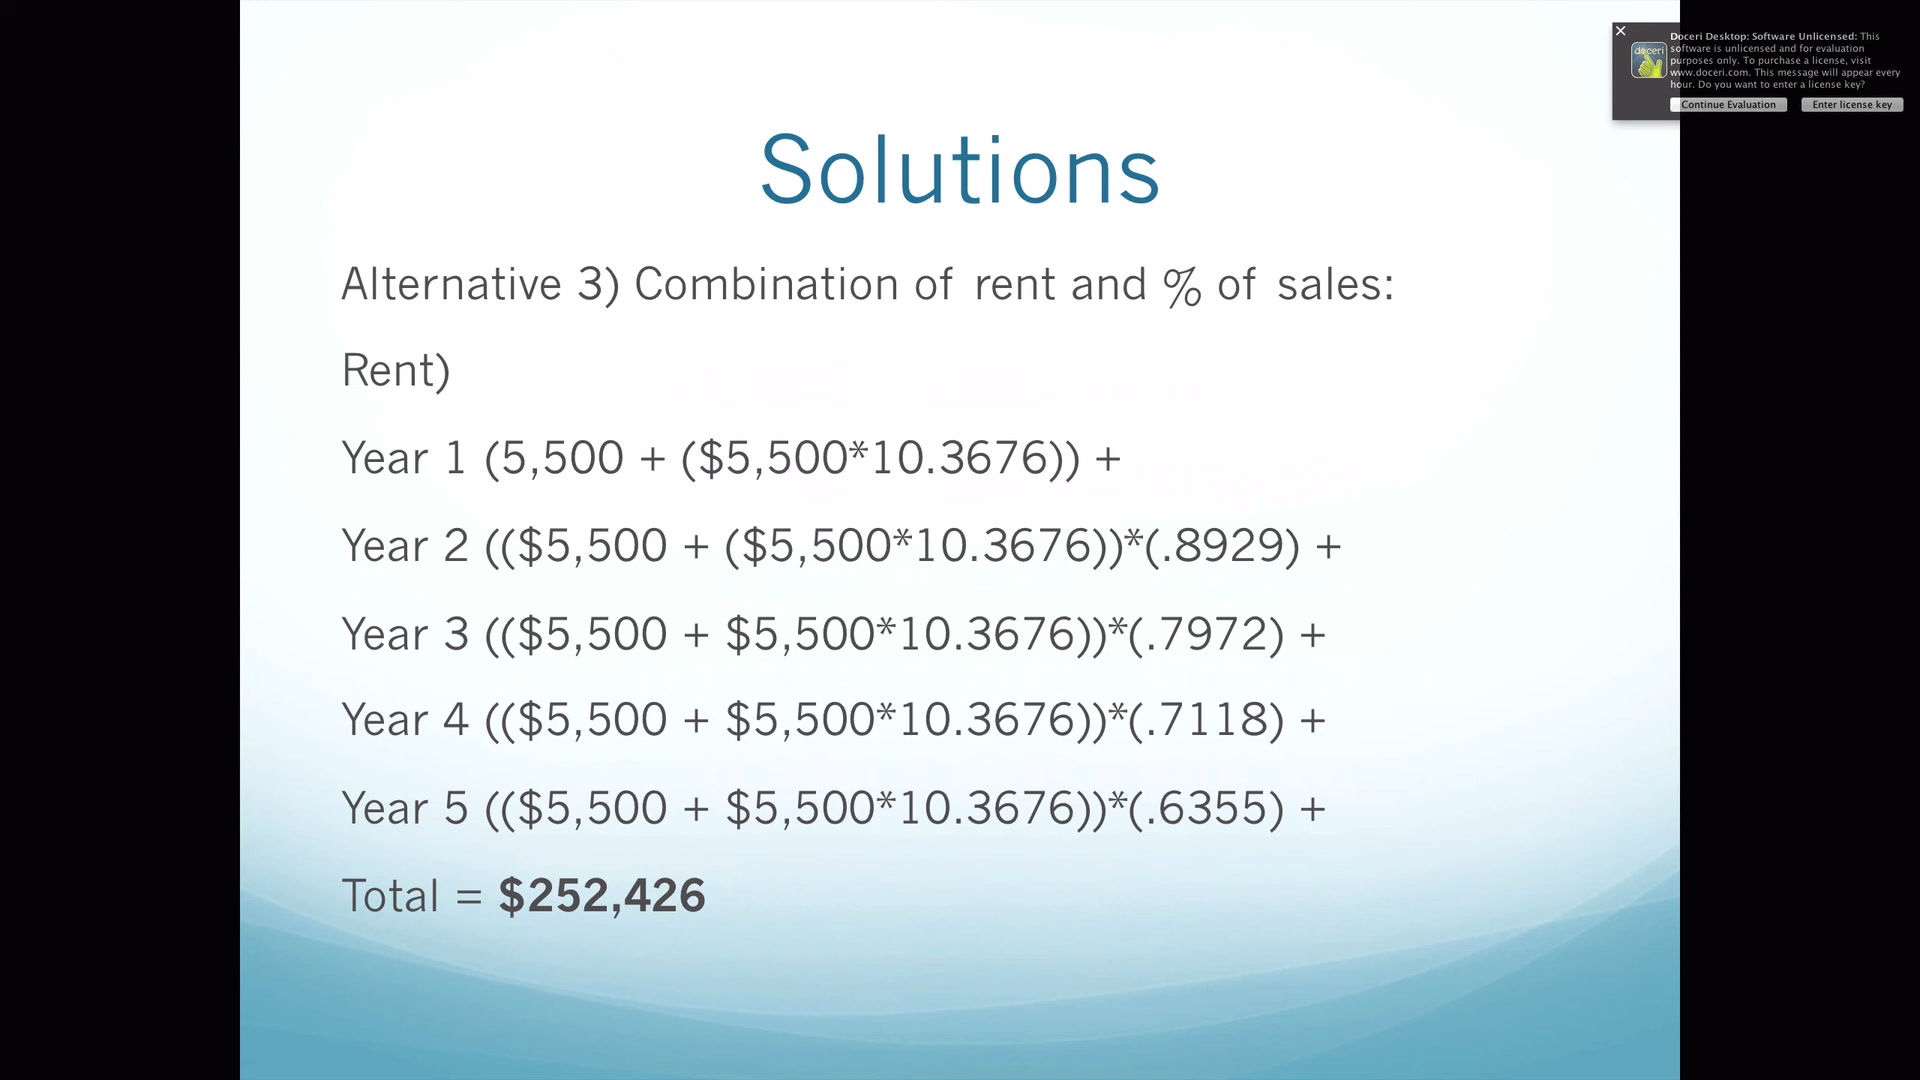 Doceri Desktop: Software Unlicensed: This
software is unlicensed and for evaluation
purposes only. To purchase a license, visit
www.doceri.com. This message will appear every
hour. Do you want to enter a license key?
doceri
Continue Evaluation
Enter license key
Solutions
Alternative 3) Combination of rent and % of sales:
Rent)
Year 1 (5,500 + ($5,500*10.3676)) +
Year 2 (($5,500 + ($5,500*10.3676))*(.8929) +
Year 3 (($5,500 + $5,500*10.3676))*(.7972) +
Year 4 (($5,500 + $5,500*10.3676))*(.7118) +
Year 5 (($5,500 + $5,500*10.3676))*(.6355) +
Total = $252,426